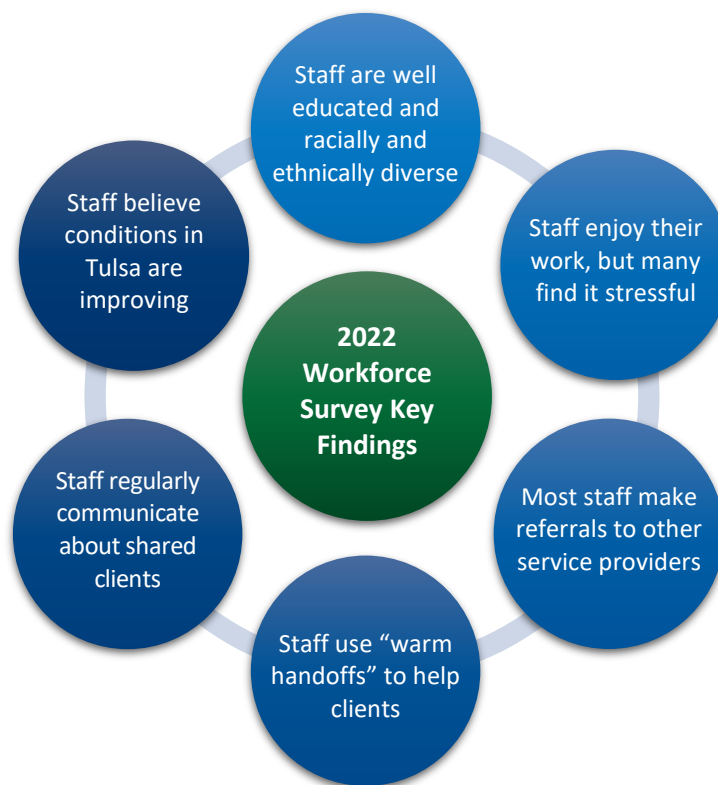 Staff are well
educated and
racially and
ethnically diverse
Staff enjoy their
work, but many
find it stressful
Most staff make
referrals to other
service providers
Staff use “warm
handoffs” to help
clients
Staff regularly
communicate
about shared
clients
Staff believe
conditions in
Tulsa are
improving
2022
Workforce
Survey Key
Findings